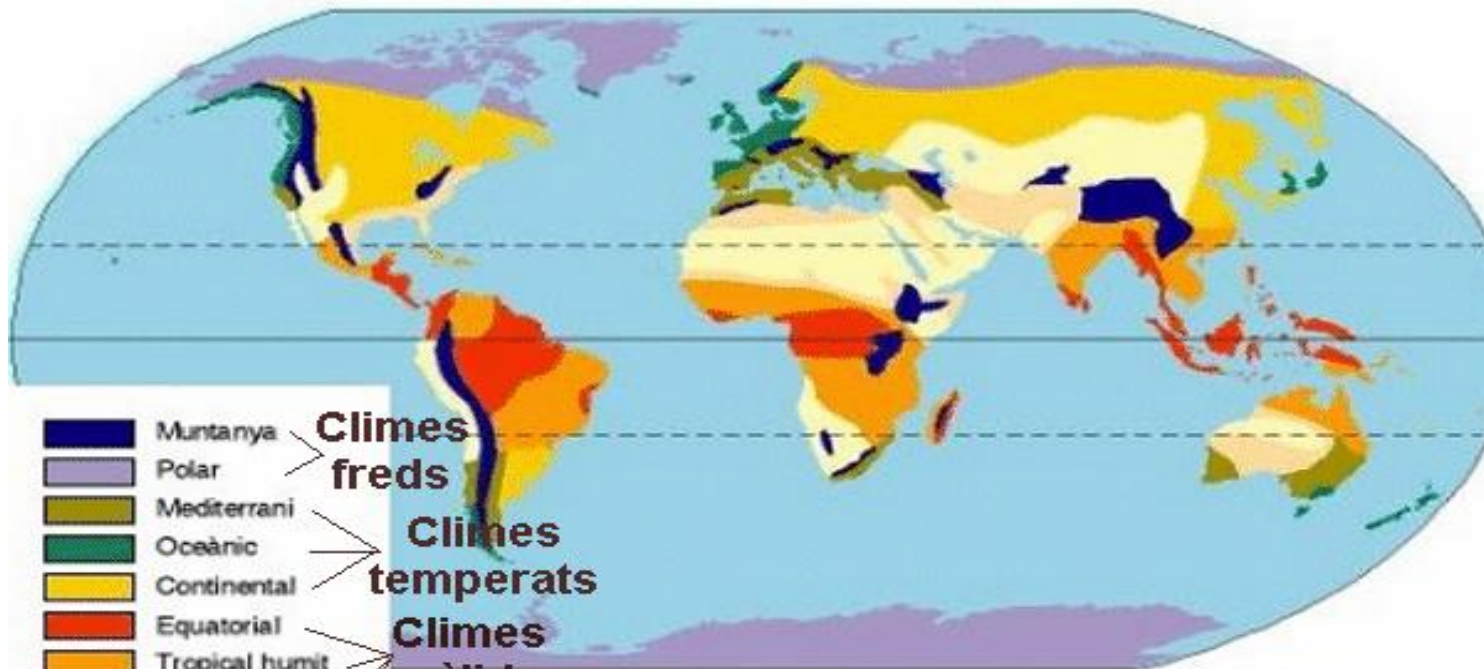 Muntanya
Polar
Climes
freds
Mediterrani
Oceànic
Continental
Climes
temperats
Equatorial
Tropical humit
Climes